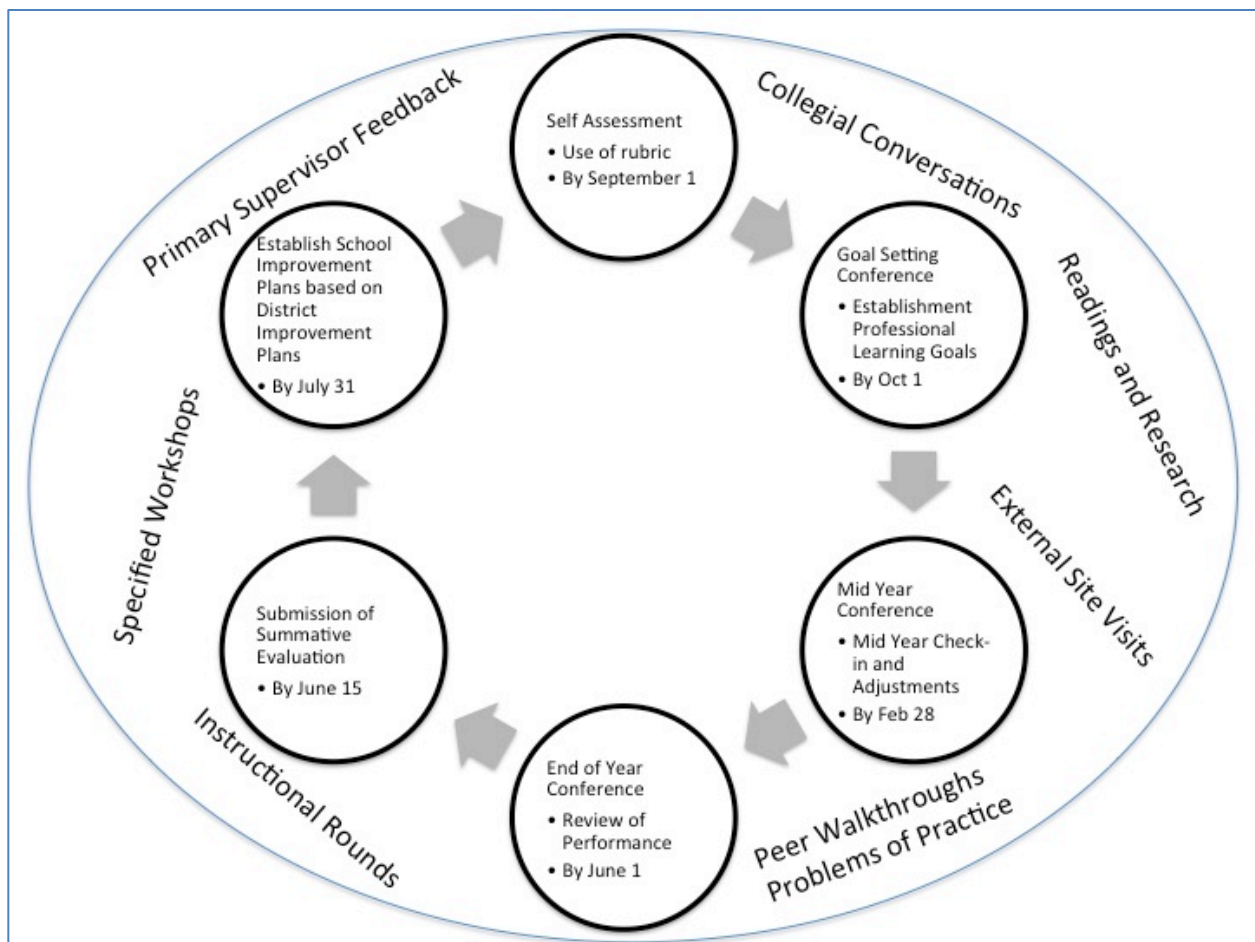 Primary Supervisor Feedback
Collegial Conversations
Readings and Research
External Site Visits
Peer Walkthroughs
Problems of Practice
Instructional Rounds
Specified Workshops
Self Assessment
• Use of rubric
• By September 1
Goal Setting
Conference
• Establishment
Professional
Learning Goals
• By Oct 1
Mid Year
Conference
• Mid Year Check-
in and
Adjustments
• By Feb 28
End of Year
Conference
• Review of
Performance
• By June 1
Submission of
Summative
Evaluation
• By June 15
Establish School
Improvement
Plans based on
District
Improvement
Plans
• By July 31